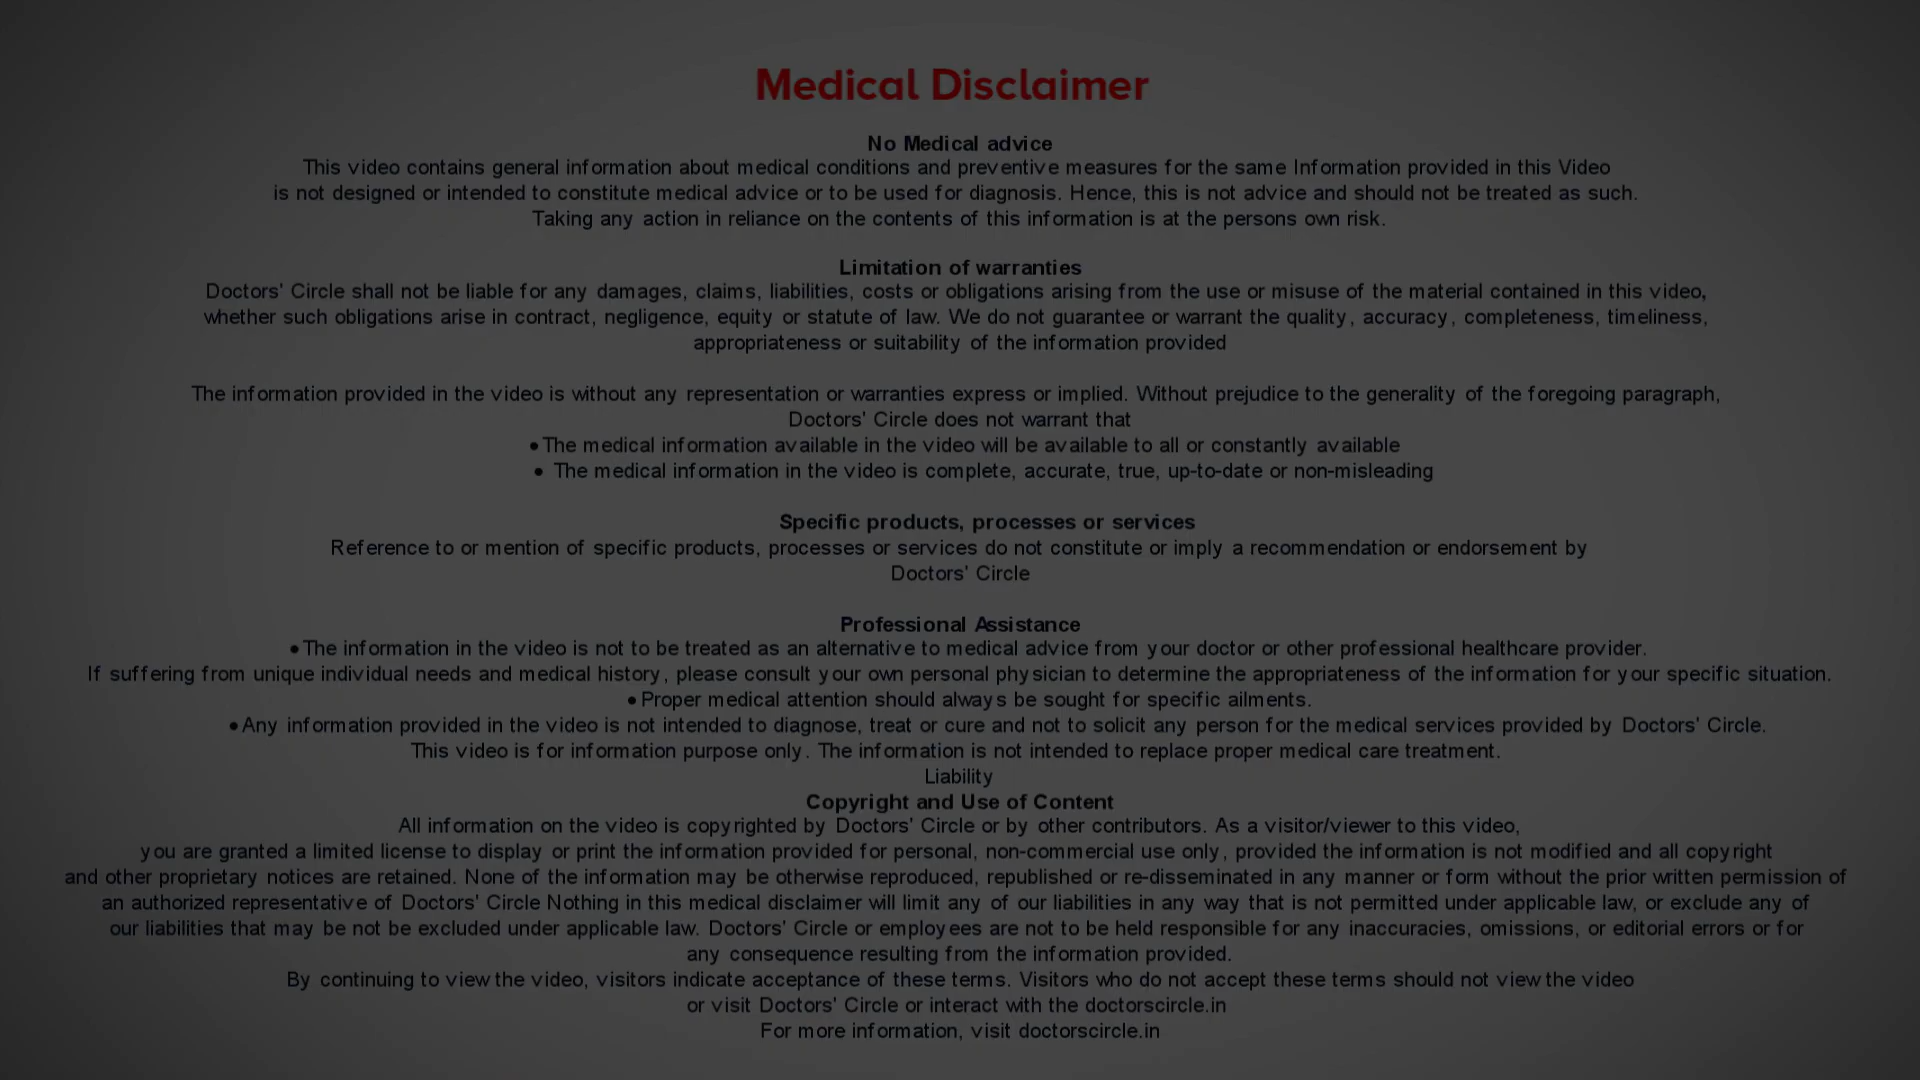 Medical Disclaimer
No Medical advice
This video contains general information about medical conditions and preventive measures for the same Information provided in this Video
is not designed or intended to constitute medical advice or to be used for diagnosis. Hence, this is not advice and should not be treated as such.
Taking any action in reliance on the contents of this information is at the persons own risk.
Limitation of warranties
Doctors' Circle shall not be liable for any damages, claims, liabilities, costs or obligations arising from the use or misuse of the material contained in this video,
whether such obligations arise in contract, negligence, equity or statute of law. We do not guarantee or warrant the quality, accuracy, completeness, timeliness,
appropriateness or suitability of the information provided
The information provided in the video is without any representation or warranties express or implied. Without prejudice to the generality of the foregoing paragraph,
Doctors' Circle does not warrant that
• The medical information available in the video will be available to all or constantly available
• The medical information in the video is complete, accurate, true, up-to-date or non-misleading
Specific products, processes or services
Reference to or mention of specific products, processes or services do not constitute or imply a recommendation or endorsement by
Doctors' Circle
Professional Assistance
• The information in the video is not to be treated as an alternative to medical advice from your doctor or other professional healthcare provider.
If suffering from unique individual needs and medical history, please consult your own personal physician to determine the appropriateness of the information for your specific situation.
• Proper medical attention should always be sought for specific ailments.
• Any information provided in the video is not intended to diagnose, treat or cure and not to solicit any person for the medical services provided by Doctors' Circle.
This video is for information purpose only. The information is not intended to replace proper medical care treatment.
Liability
Copyright and Use of Content
All information on the video is copyrighted by Doctors' Circle or by other contributors. As a visitor/viewer to this video,
you are granted a limited license to display or print the information provided for personal, non-commercial use only, provided the information is not modified and all copyright
and other proprietary notices are retained. None of the information may be otherwise reproduced, republished or re-disseminated in any manner or form without the prior written permission of
an authorized representative of Doctors' Circle Nothing in this medical disclaimer will limit any of our liabilities in any way that is not permitted under applicable law, or exclude any of
our liabilities that may be not be excluded under applicable law. Doctors' Circle or employees are not to be held responsible for any inaccuracies, omissions, or editorial errors or for
any consequence resulting from the information provided.
By continuing to view the video, visitors indicate acceptance of these terms. Visitors who do not accept these terms should not view the video
or visit Doctors' Circle or interact with the doctorscircle.in
For more information, visit doctorscircle.in